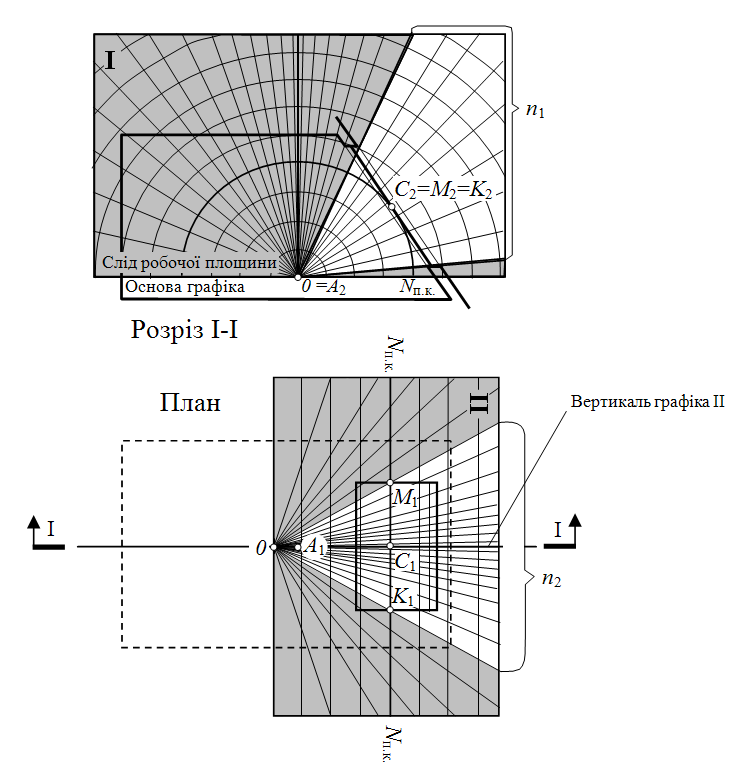 I
n1
C2=M2=K2
Слід робочої площини
Основа графіка
0 =A2
Nп.к.
Розріз I-I
Nп.к.
План
II
Вертикаль графіка II
M1
I
I
0
A1
C1
n2
K1
Nп.к.